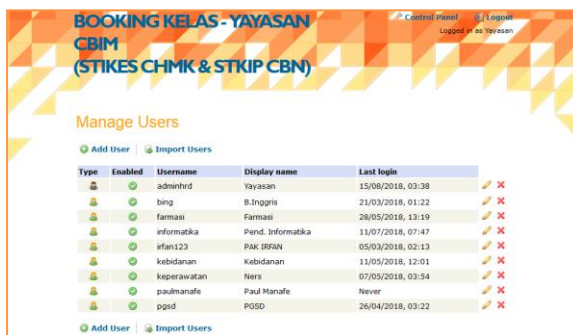 BOOKING KELAS - YAYASAN
CBIM
(STIKES CHMK & STKIP CBN)
Control Panel Logout
Logged in as Yayasan
Manage Users
Add User Import Users
Type Enabled Username Display name Last login
adminhrd Yayasan 15/08/2018, 03:38
bing B.Inggris 21/03/2018, 01:22
farmasi Farmasi 28/05/2018, 13:19
informatika Pend. Informatika 11/07/2018, 07:47
irfan123 PAK IRFAN 05/03/2018, 02:13
kebidanan Kebidanan 11/05/2018, 12:01
keperawatan Ners 07/05/2018, 03:54
paulmanafe Paul Manafe Never
pgsd PGSD 26/04/2018, 03:22
Add User Import Users